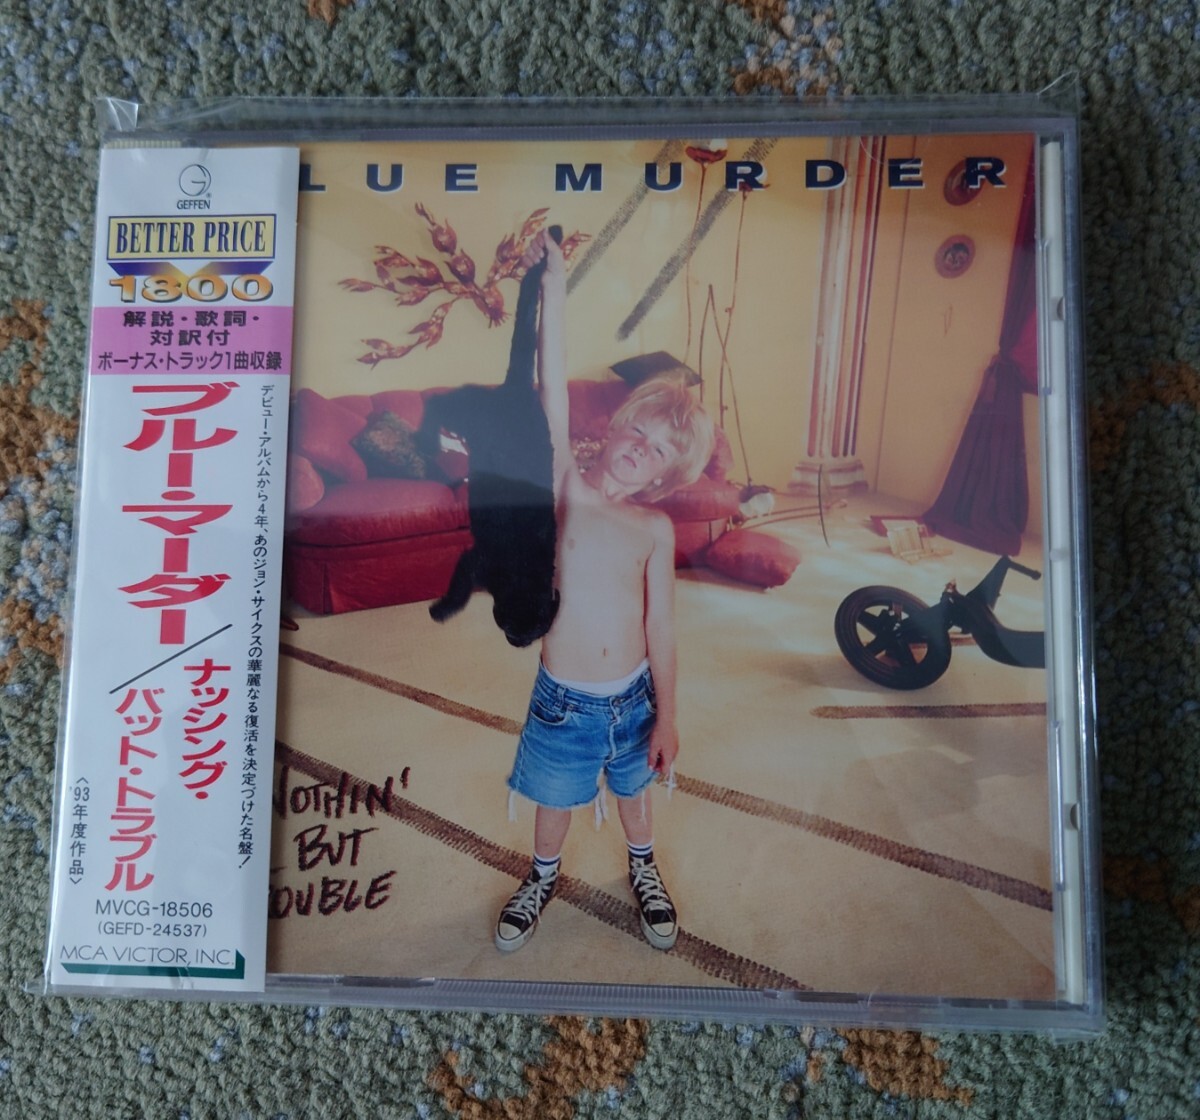 GEFFEN
BETTER PRICE
1800
解説・歌詞・
対訳付
ボーナス・トラック1曲収録
デビュー・アルバムから4年、あのジョン・サイクスの華麗なる復活を決定づけた名盤!
ブルー・マーダー/
ナッシング・
バット・トラブル
〈'93年度作品〉
MVCG-18506
(GEFD-24537)
MCA VICTOR, INC.
LUE MURDER
NOTHIN'
BUT
OUBLE